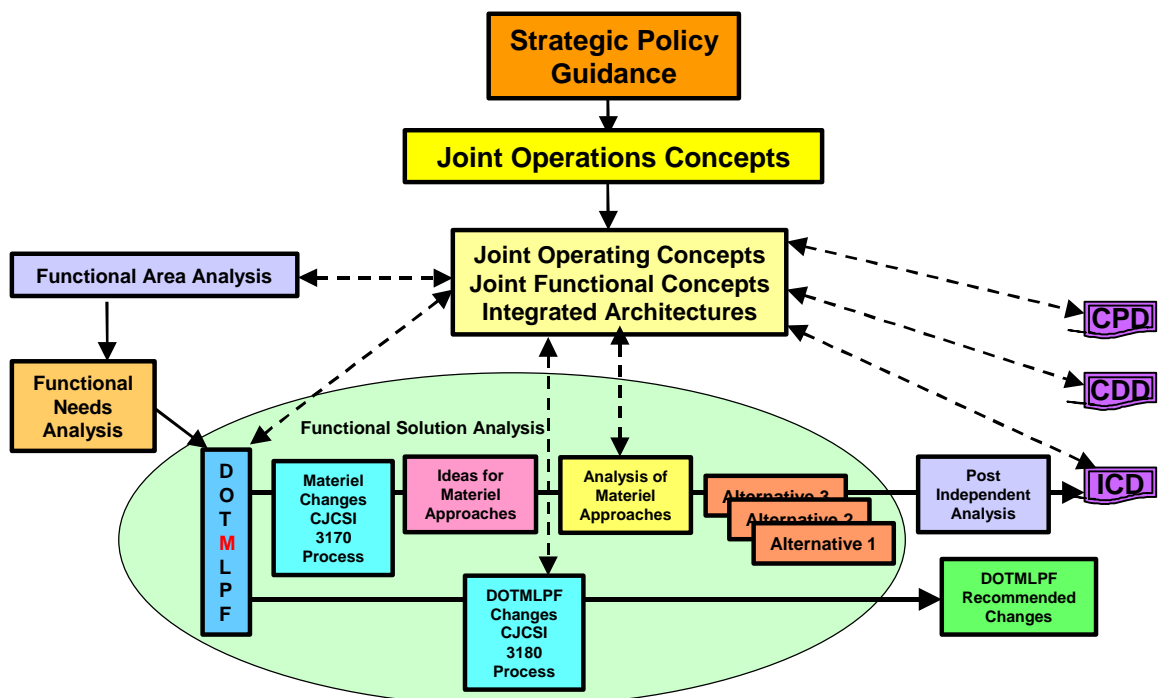 Strategic Policy
Guidance
Joint Operations Concepts
Joint Operating Concepts
Joint Functional Concepts
Integrated Architectures
Functional Area Analysis
CPD
Functional
Needs
Analysis
CDD
Functional Solution Analysis
D
O
T
M
L
P
F
Materiel
Changes
CJCSI
3170
Process
Ideas for
Materiel
Approaches
Analysis of
Materiel
Approaches
Alternative 3
Alternative 2
Alternative 1
Post
Independent
Analysis
ICD
DOTMLPF
Changes
CJCSI
3180
Process
DOTMLPF
Recommended
Changes